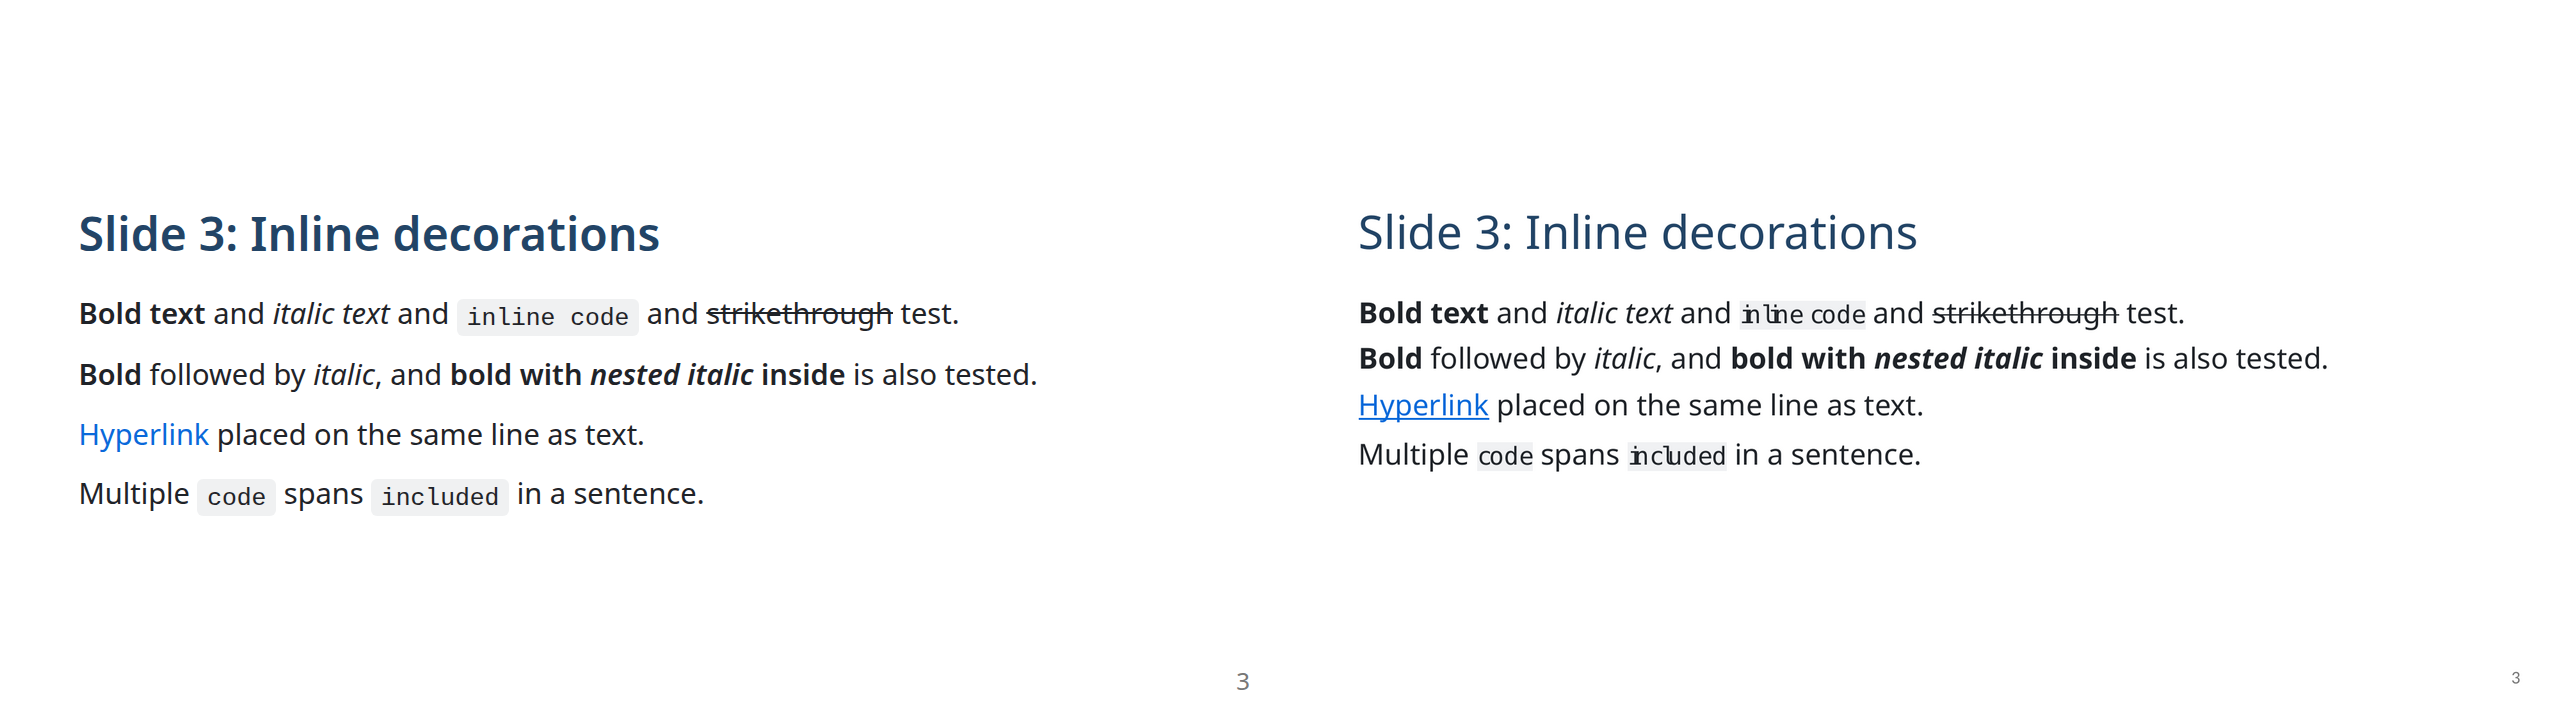 Slide 3: Inline decorations
Bold text and italic text and inline code and strikethrough test.
Bold followed by italic, and bold with nested italic inside is also tested.
Hyperlink placed on the same line as text.
Multiple code spans included in a sentence.
3
Slide 3: Inline decorations
Bold text and italic text and inline code and strikethrough test.
Bold followed by italic, and bold with nested italic inside is also tested.
Hyperlink placed on the same line as text.
Multiple code spans included in a sentence.
3